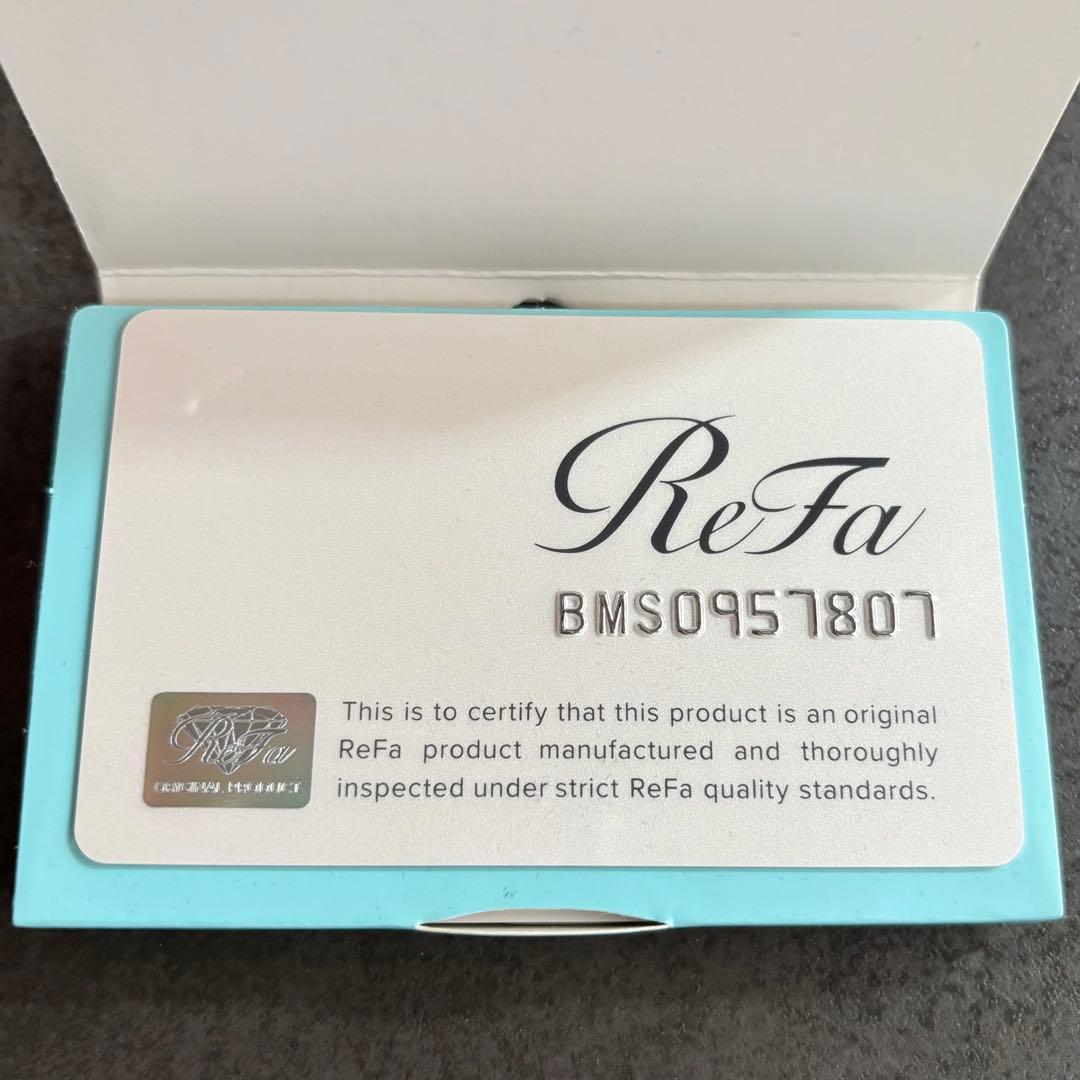 ReFa
BMS0957807
ReFa
ORIGINAL PRODUCT
This is to certify that this product is an original
ReFa product manufactured and thoroughly
inspected under strict ReFa quality standards.